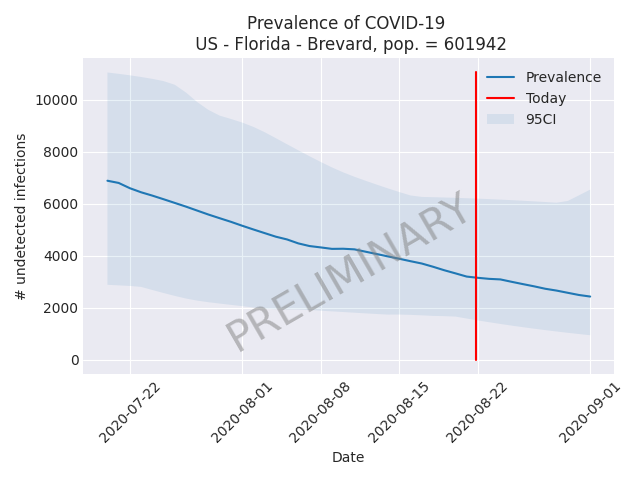 Prevalence of COVID-19
US - Florida - Brevard, pop. = 601942
# undetected infections
10000
8000
6000
4000
2000
0
Prevalence
Today
95CI
PRELIMINARY
2020-07-22
2020-08-01
2020-08-08
2020-08-15
2020-08-22
2020-09-01
Date